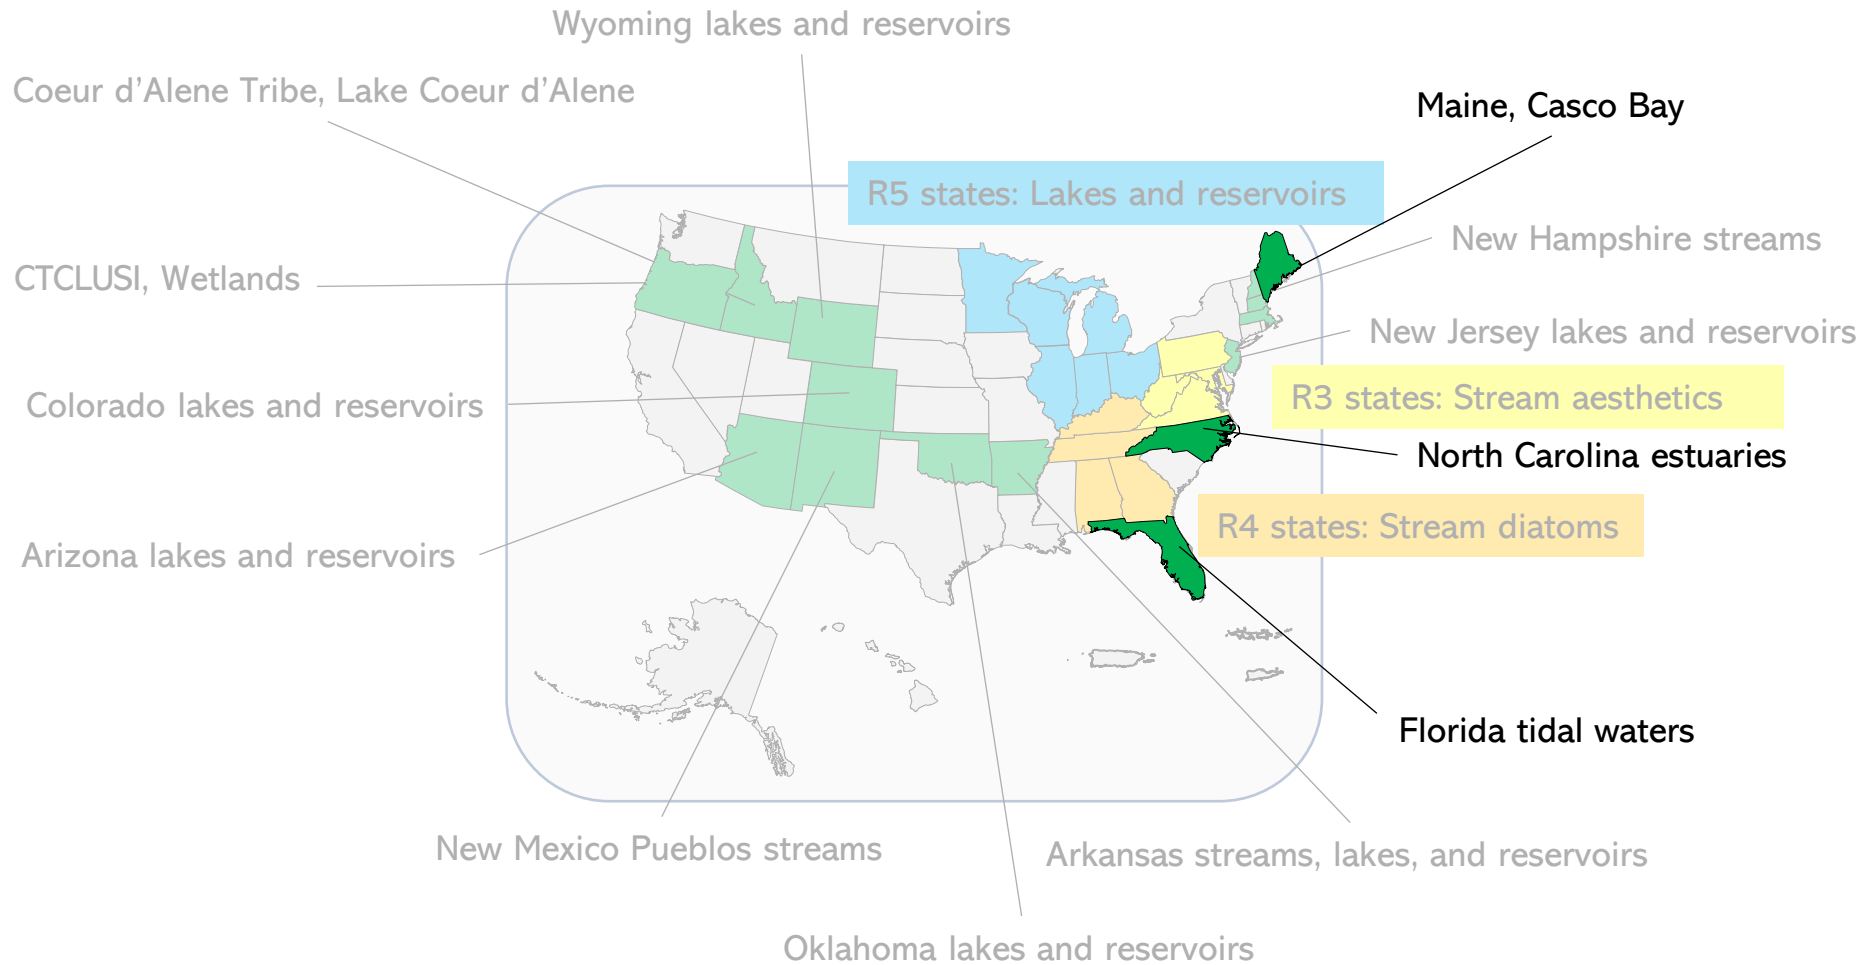 Wyoming lakes and reservoirs
Coeur d’Alene Tribe, Lake Coeur d’Alene
Maine, Casco Bay
R5 states: Lakes and reservoirs
New Hampshire streams
CTCLUSI, Wetlands
New Jersey lakes and reservoirs
R3 states: Stream aesthetics
Colorado lakes and reservoirs
North Carolina estuaries
R4 states: Stream diatoms
Arizona lakes and reservoirs
Florida tidal waters
New Mexico Pueblos streams
Arkansas streams, lakes, and reservoirs
Oklahoma lakes and reservoirs